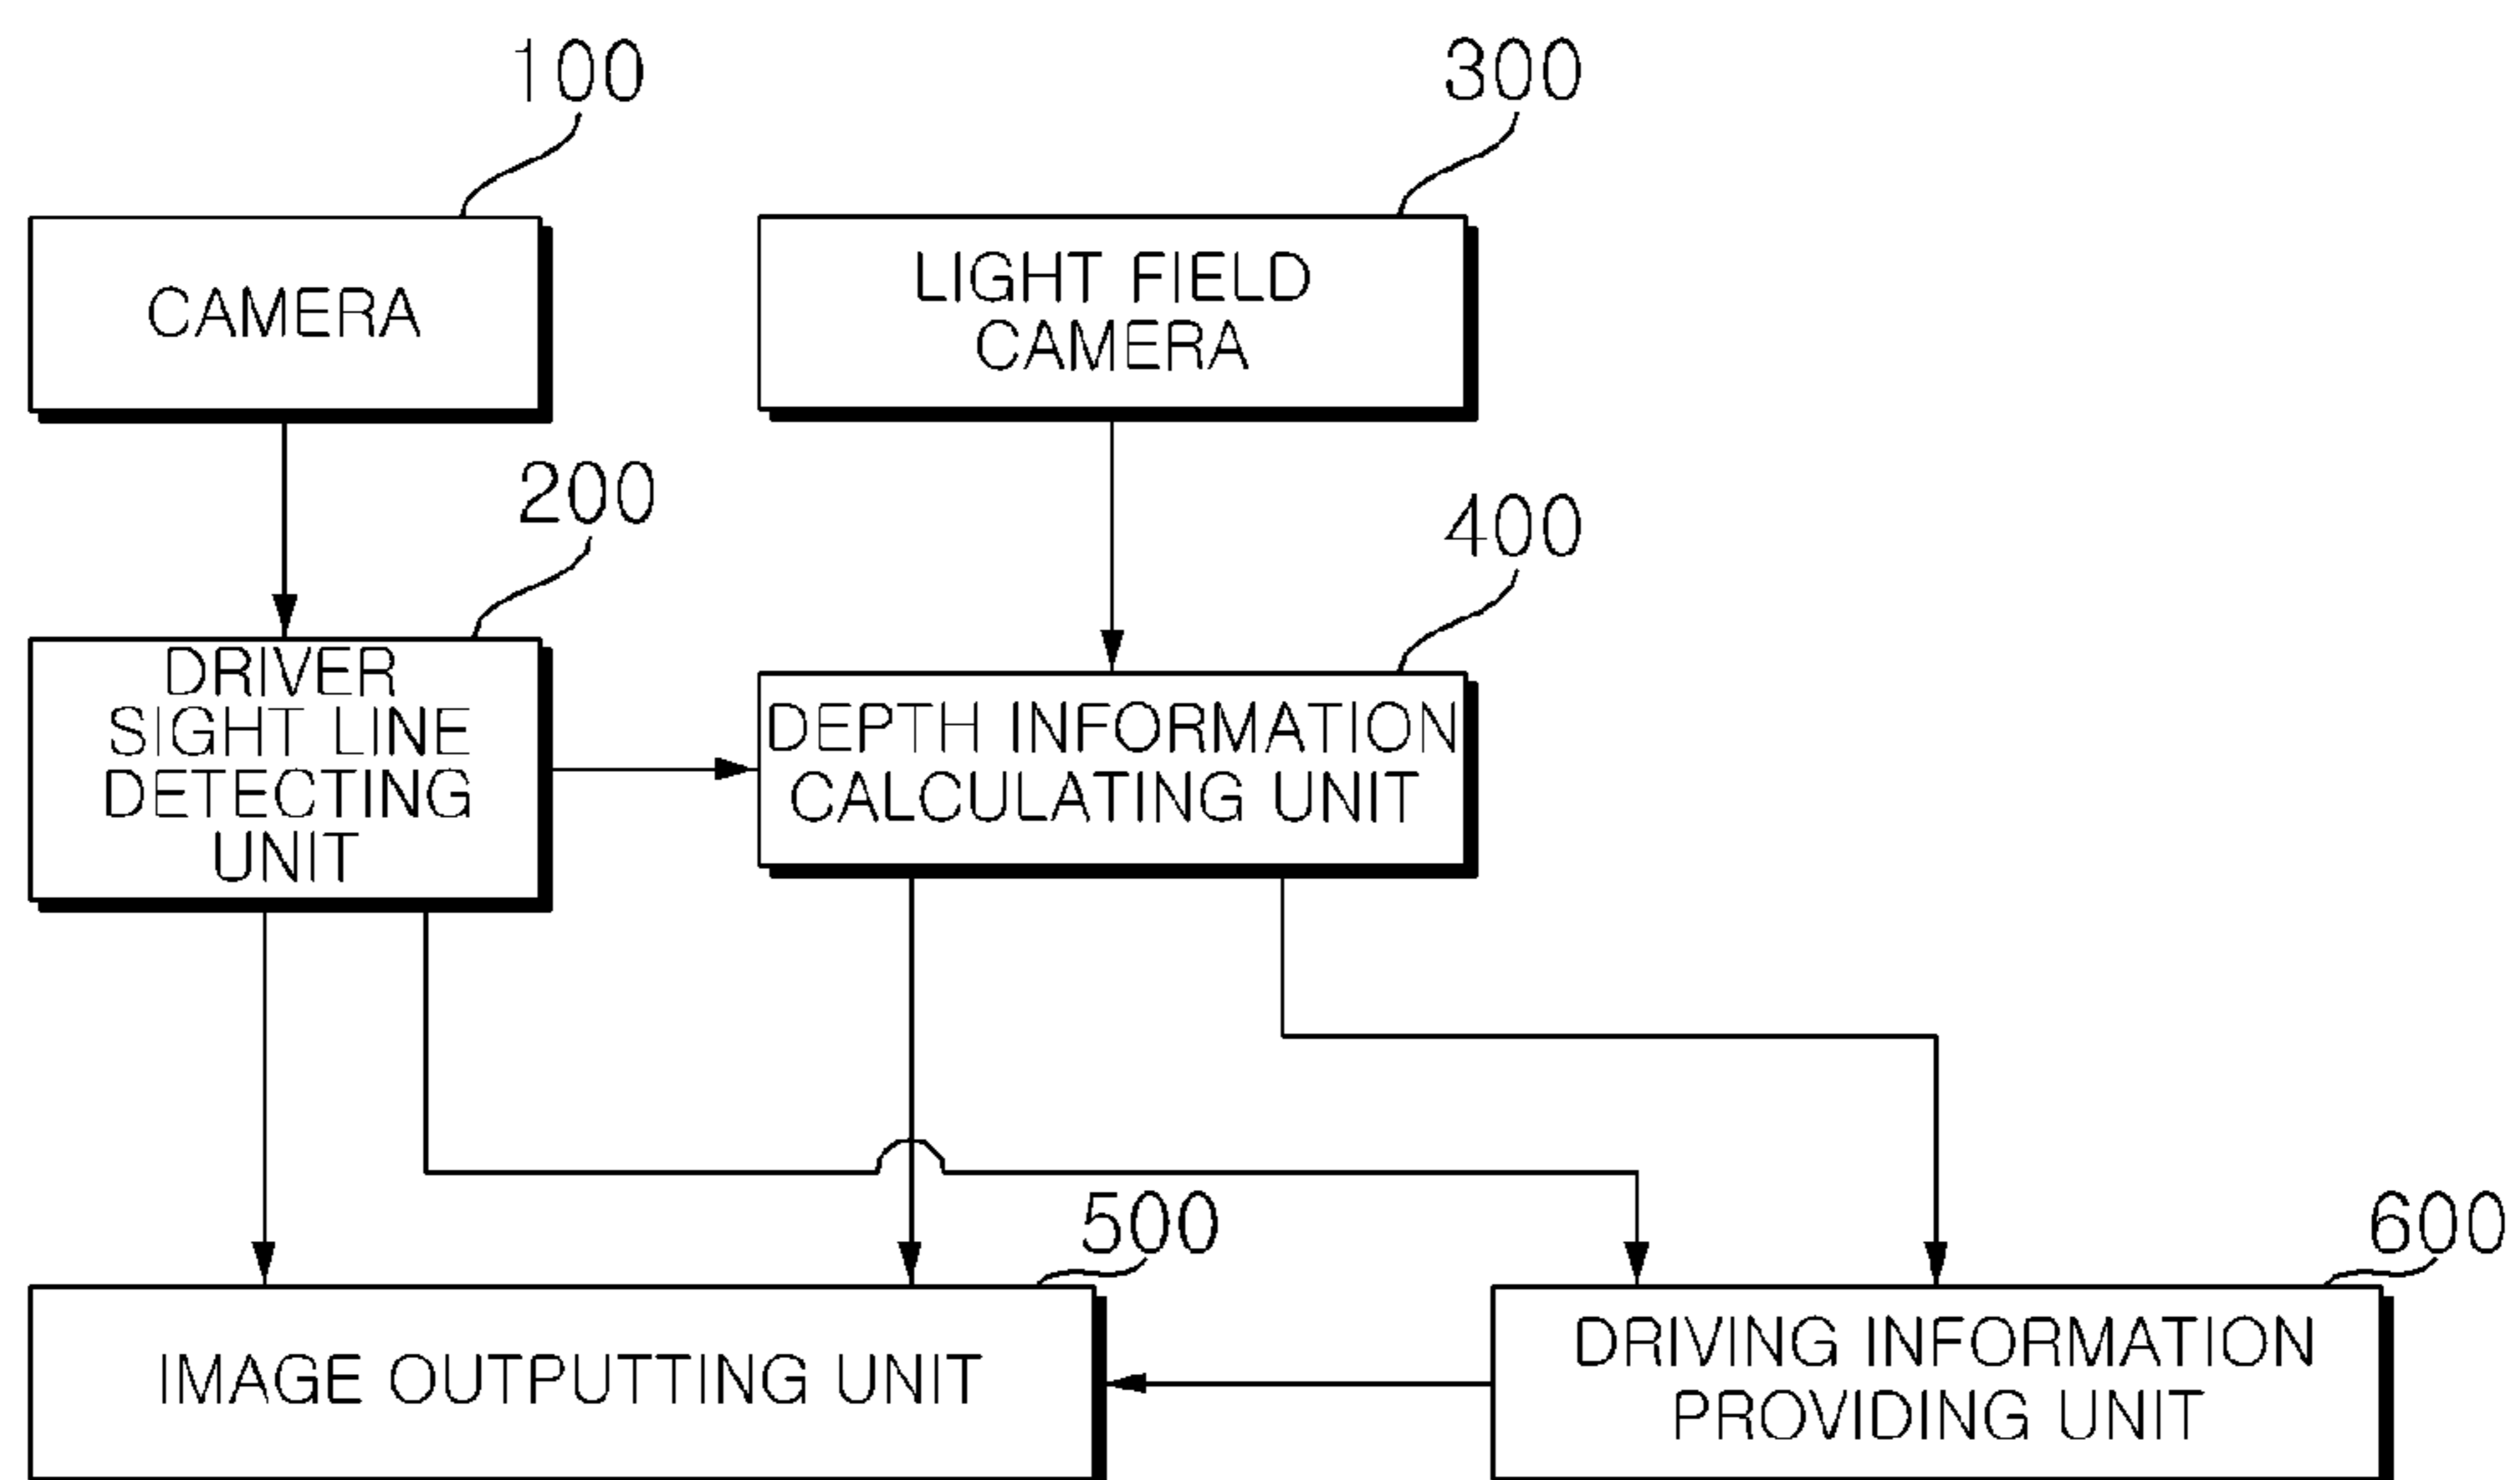 100
300
CAMERA
LIGHT FIELD
CAMERA
200
400
DRIVER
SIGHT LINE
DETECTING
UNIT
DEPTH INFORMATION
CALCULATING UNIT
500
600
IMAGE OUTPUTTING UNIT
DRIVING INFORMATION
PROVIDING UNIT